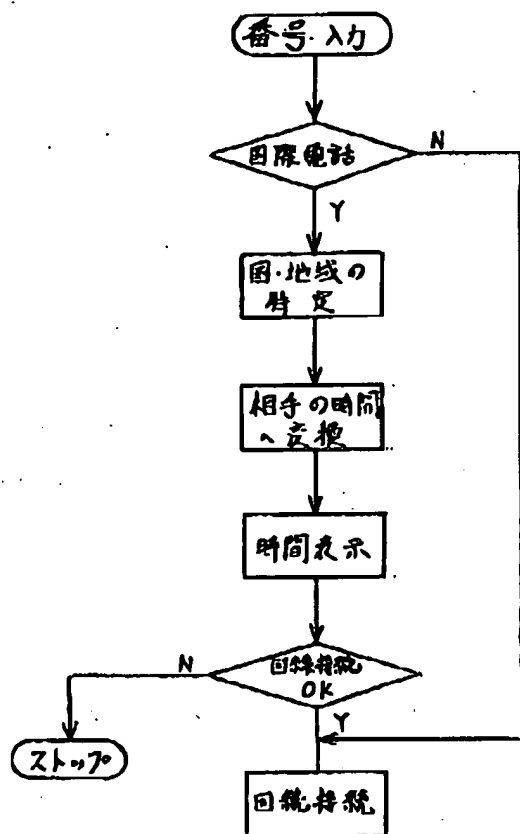 番号・入力
国際電話
N
Y
国・地域の
特定
相手の時間
へ変換
時間表示
回線接続
OK
N
Y
ストップ
回線接続